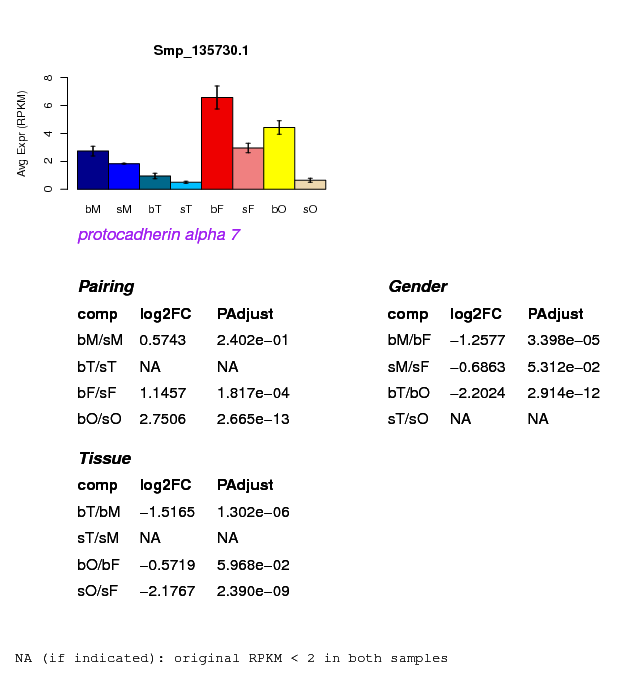 Smp_135730.1
Avg Expr (RPKM)
0 2 4 6 8
bM sM bT sT bF sF bO sO
protocadherin alpha 7
Pairing
comp log2FC PAdjust
bM/sM 0.5743 2.402e−01
bT/sT NA NA
bF/sF 1.1457 1.817e−04
bO/sO 2.7506 2.665e−13
Gender
comp log2FC PAdjust
bM/bF −1.2577 3.398e−05
sM/sF −0.6863 5.312e−02
bT/bO −2.2024 2.914e−12
sT/sO NA NA
Tissue
comp log2FC PAdjust
bT/bM −1.5165 1.302e−06
sT/sM NA NA
bO/bF −0.5719 5.968e−02
sO/sF −2.1767 2.390e−09
NA (if indicated): original RPKM < 2 in both samples